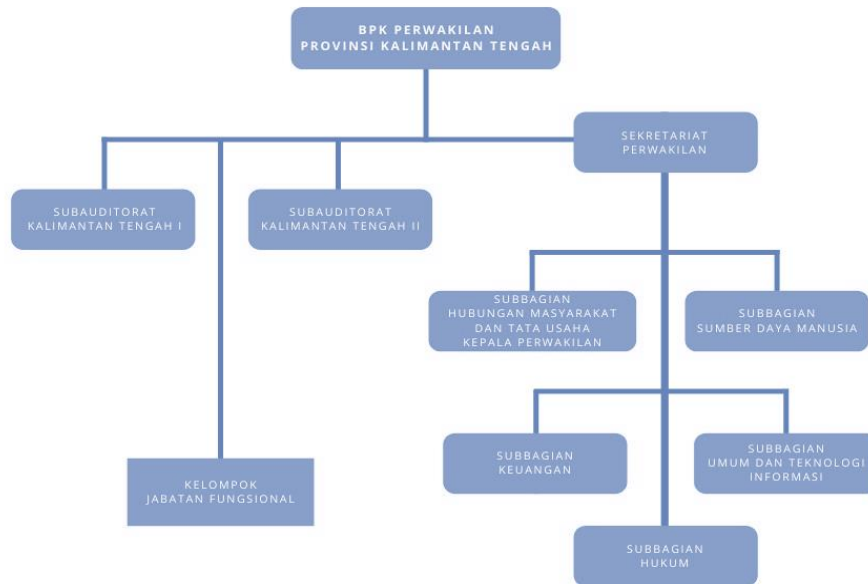 BPK PERWAKILAN
PROVINSI KALIMANTAN TENGAH
SEKRETARIAT
PERWAKILAN
SUBAUDITORAT
KALIMANTAN TENGAH I
SUBAUDITORAT
KALIMANTAN TENGAH II
SUBBAGIAN
HUBUNGAN MASYARAKAT
DAN TATA USAHA
KEPALA PERWAKILAN
SUBBAGIAN
SUMBER DAYA MANUSIA
SUBBAGIAN
KEUANGAN
SUBBAGIAN
UMUM DAN TEKNOLOGI
INFORMASI
KELOMPOK
JABATAN FUNGSIONAL
SUBBAGIAN
HUKUM